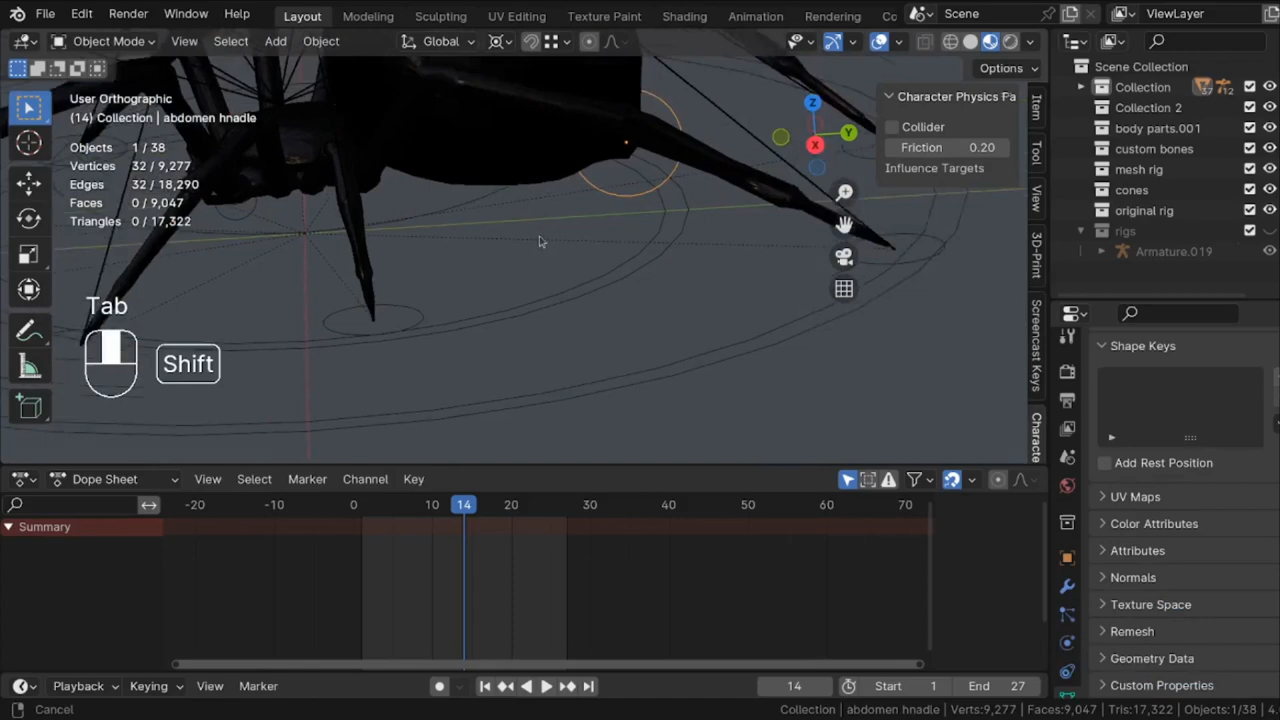 File Edit Render Window Help Layout Modeling Sculpting UV Editing Texture Paint Shading Animation Rendering Co Scene ViewLayer
Object Mode View Select Add Object Global
Options
User Orthographic
(14) Collection | abdomen hnadle
Objects 1 / 38
Vertices 32 / 9,277
Edges 32 / 18,290
Faces 0 / 9,047
Triangles 0 / 17,322
Tab
Shift
Z
Y
X
Character Physics Pa
Collider
Friction 0.20
Influence Targets
Item
Tool
View
3D-Print
Screencast Keys
Characte
Scene Collection
Collection 37 12
Collection 2
body parts.001
custom bones
mesh rig
cones
original rig
rigs
Armature.019
Shape Keys
Add Rest Position
UV Maps
Color Attributes
Attributes
Normals
Texture Space
Remesh
Geometry Data
Custom Properties
Dope Sheet View Select Marker Channel Key
-20 0 10 14 20 30 40 50 60 70
Summary
Playback Keying View Marker 14 Start 1 End 27
Cancel Collection | abdomen hnadle | Verts:9,277 | Faces:9,047 | Tris:17,322 | Objects:1/38 | 4.